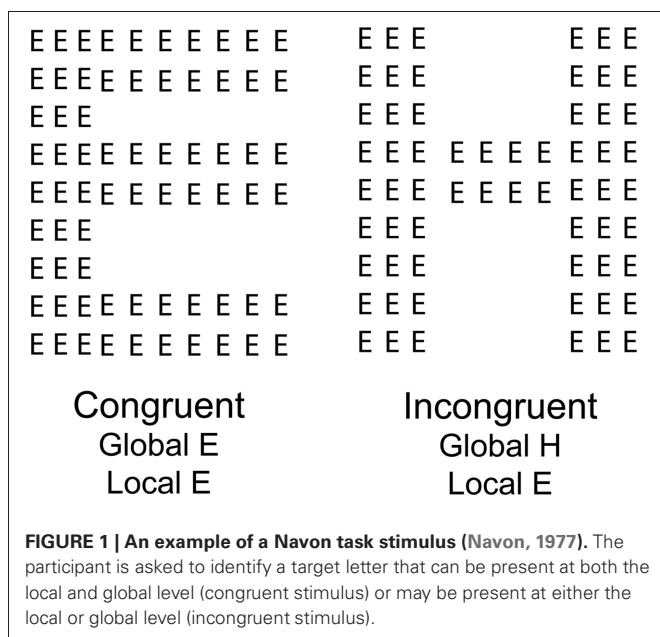 E E E E E E E E E E E E E E E
E E E E E E E E E E E E E E E
E E E E E E E E E
E E E E E E E E E E E E E E E E E E E
E E E E E E E E E E E E E E E E E E E
E E E E E E E E E
E E E E E E E E E
E E E E E E E E E E E E E E E
E E E E E E E E E E E E E E E
Congruent Incongruent
Global E Global H
Local E Local E
FIGURE 1 | An example of a Navon task stimulus (Navon, 1977). The
participant is asked to identify a target letter that can be present at both the
local and global level (congruent stimulus) or may be present at either the
local or global level (incongruent stimulus).